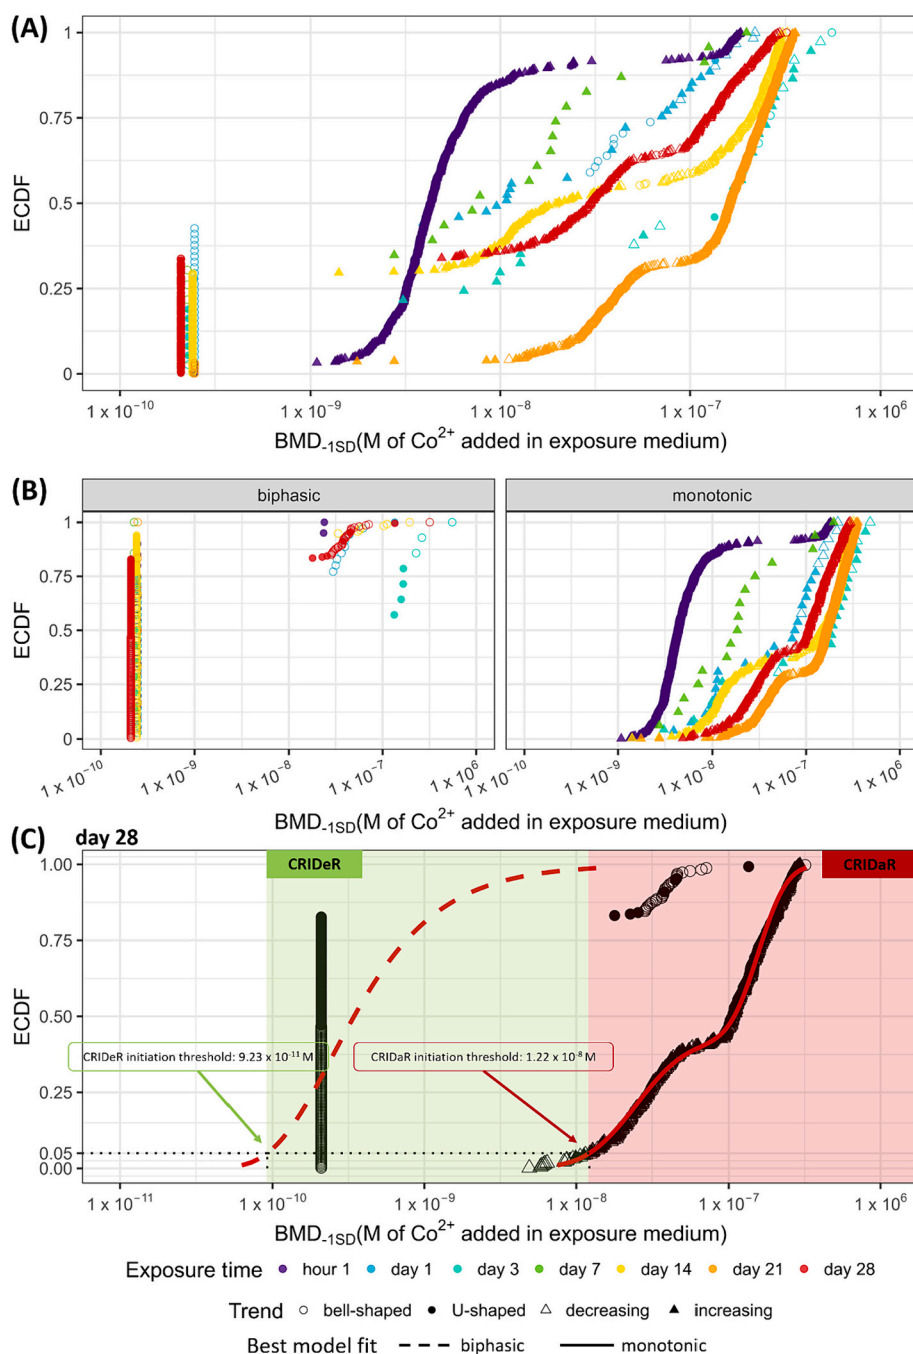 (A)
1
0.75
0.5
0.25
0
ECDF
1 x 10⁻¹⁰
1 x 10⁻⁹
1 x 10⁻⁸
1 x 10⁻⁷
1 x 10⁻⁶
BMD₋₁SD(M of Co²⁺ added in exposure medium)
(B)
biphasic
monotonic
1
0.75
0.5
0.25
0
ECDF
1 x 10⁻¹⁰
1 x 10⁻⁹
1 x 10⁻⁸
1 x 10⁻⁷
1 x 10⁻⁶
1 x 10⁻¹⁰
1 x 10⁻⁹
1 x 10⁻⁸
1 x 10⁻⁷
1 x 10⁻⁶
BMD₋₁SD(M of Co²⁺ added in exposure medium)
(C) day 28
CRIDeR
CRIDaR
1.00
0.75
0.50
0.25
0.05
0.00
ECDF
CRIDeR initiation threshold: 9.23 x 10⁻¹¹ M
CRIDaR initiation threshold: 1.22 x 10⁻⁸ M
1 x 10⁻¹¹
1 x 10⁻¹⁰
1 x 10⁻⁹
1 x 10⁻⁸
1 x 10⁻⁷
1 x 10⁻⁶
BMD₋₁SD(M of Co²⁺ added in exposure medium)
Exposure time hour 1 day 1 day 3 day 7 day 14 day 21 day 28
Trend bell-shaped U-shaped decreasing increasing
Best model fit biphasic monotonic